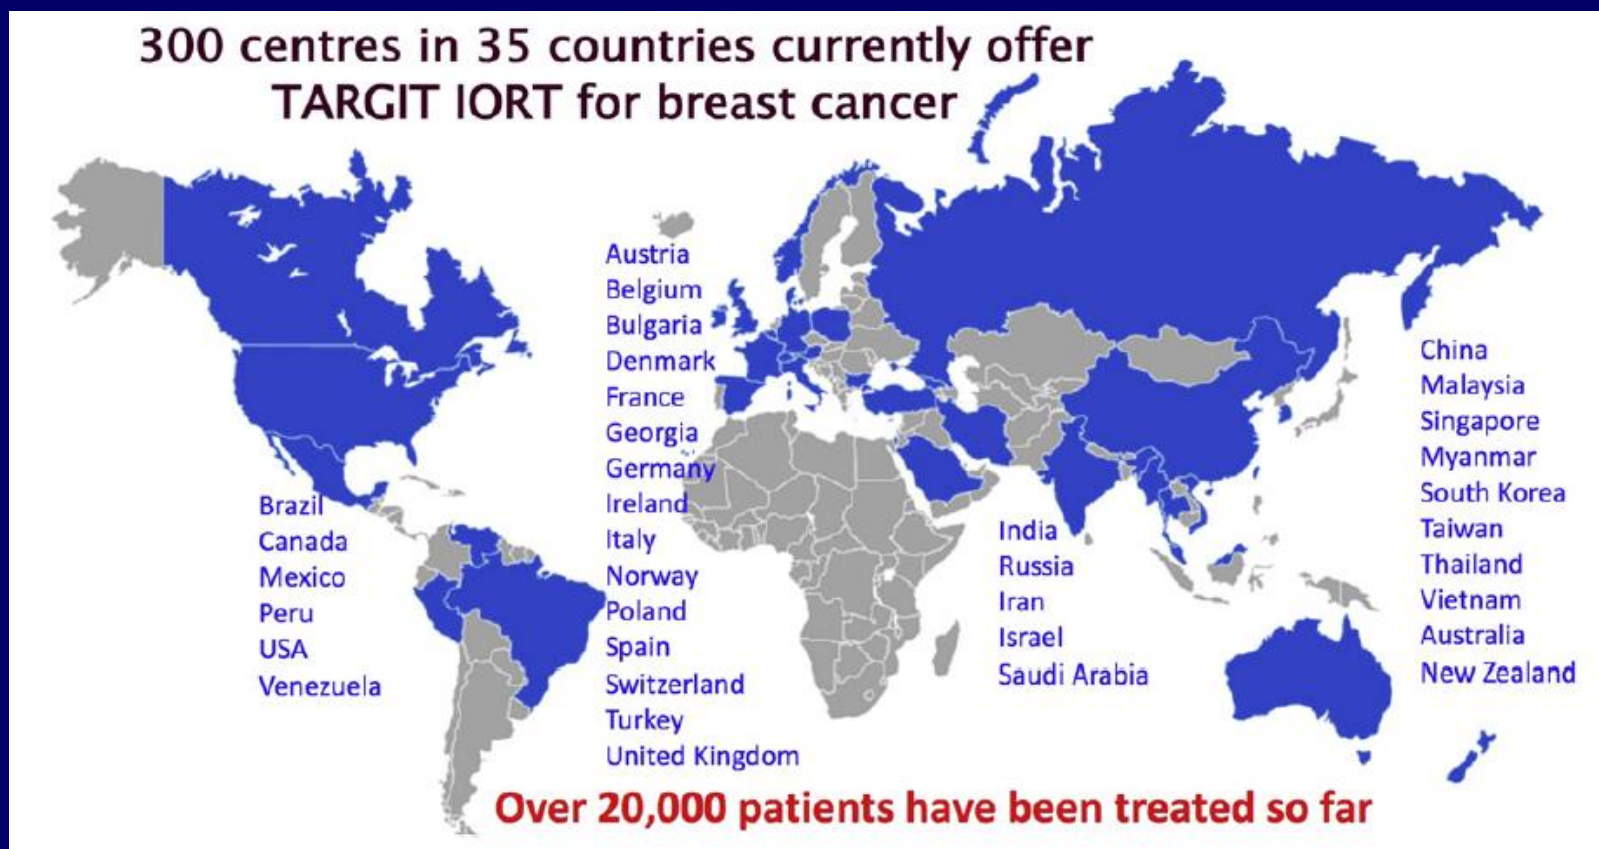 300 centres in 35 countries currently offer
TARGIT IORT for breast cancer
Brazil
Canada
Mexico
Peru
USA
Venezuela
Austria
Belgium
Bulgaria
Denmark
France
Georgia
Germany
Ireland
Italy
Norway
Poland
Spain
Switzerland
Turkey
United Kingdom
India
Russia
Iran
Israel
Saudi Arabia
China
Malaysia
Singapore
Myanmar
South Korea
Taiwan
Thailand
Vietnam
Australia
New Zealand
Over 20,000 patients have been treated so far